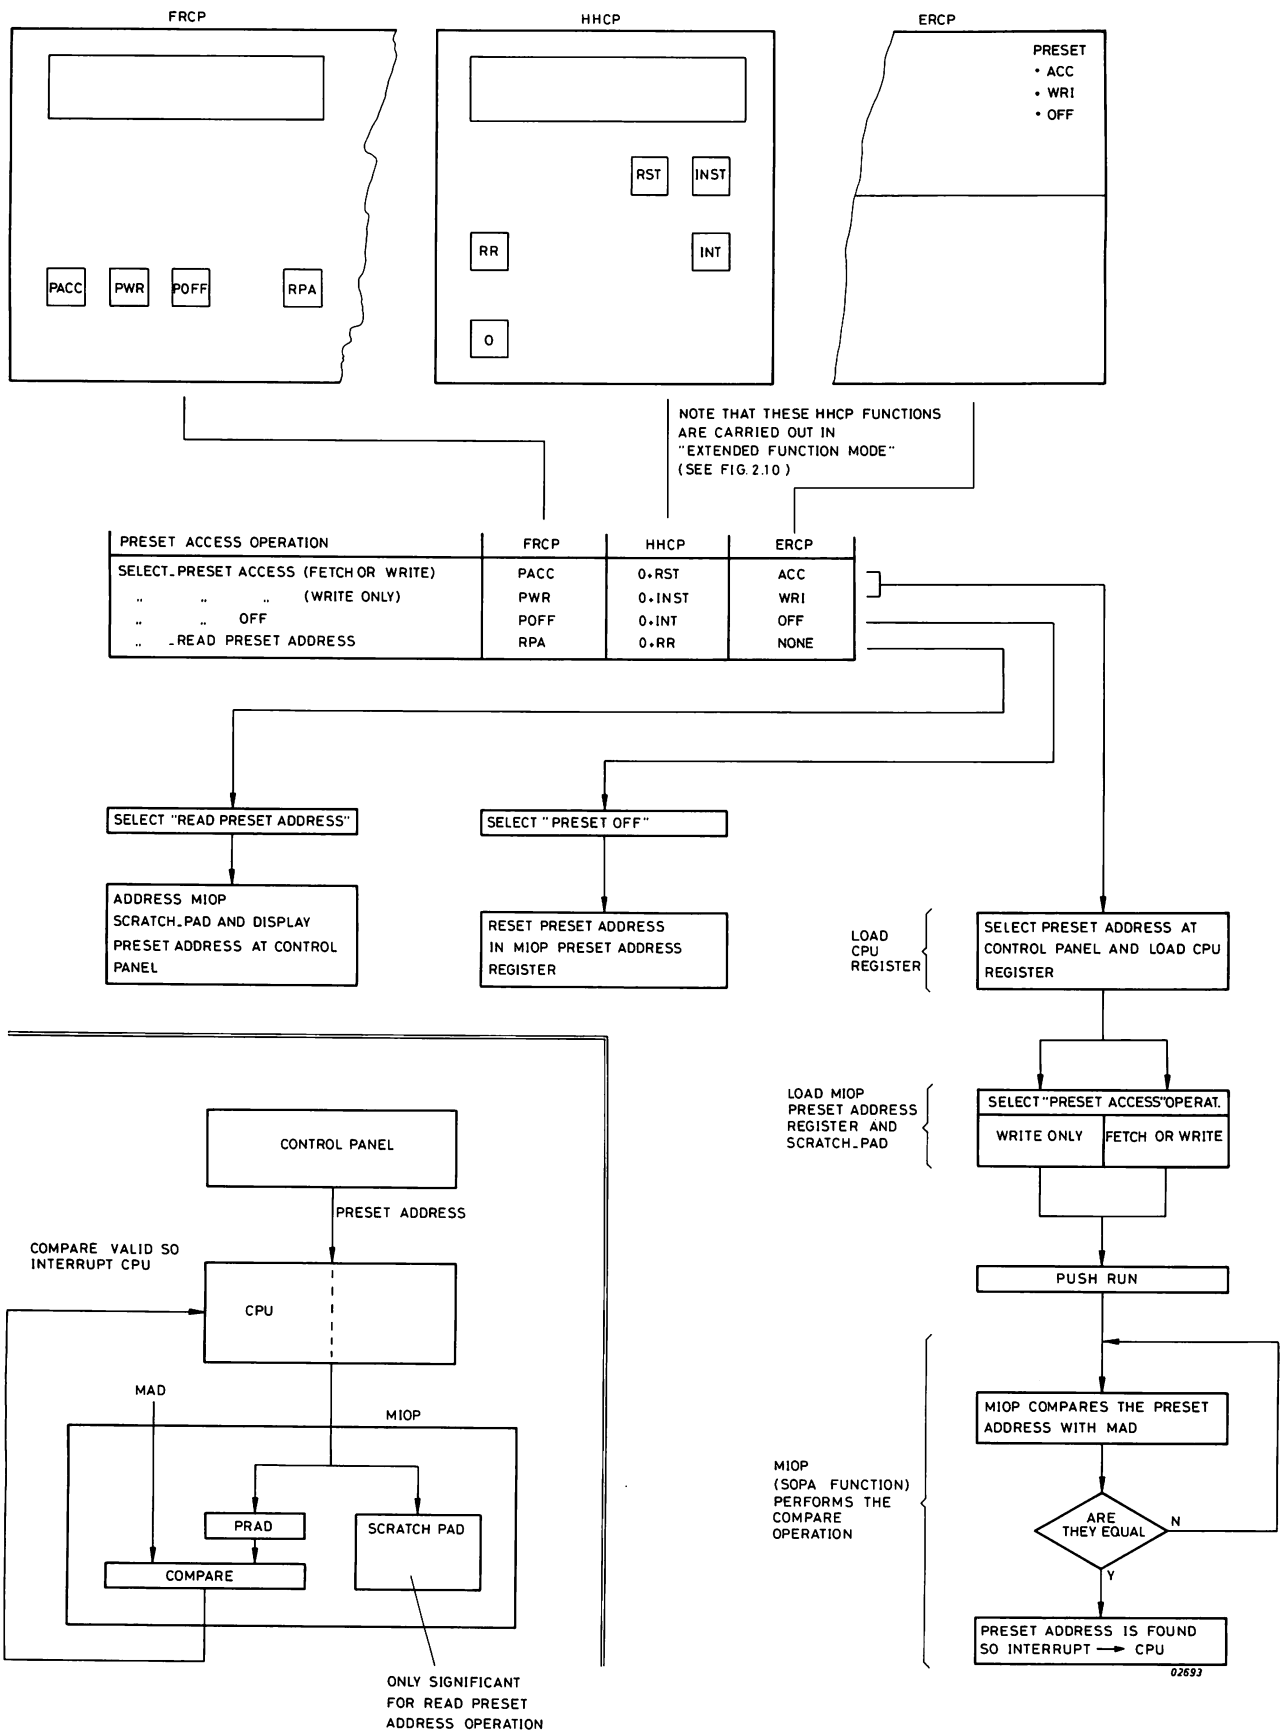 FRCP
HHCP
ERCP
PRESET
• ACC
• WRI
• OFF
RST
INST
RR
INT
PACC
PWR
POFF
RPA
O
NOTE THAT THESE HHCP FUNCTIONS
ARE CARRIED OUT IN
"EXTENDED FUNCTION MODE"
(SEE FIG. 2.10)
PRESET ACCESS OPERATION FRCP HHCP ERCP
SELECT_PRESET ACCESS (FETCH OR WRITE) PACC O+RST ACC
.. .. .. (WRITE ONLY) PWR O+INST WRI
.. .. OFF POFF O+INT OFF
.. _READ PRESET ADDRESS RPA O+RR NONE
SELECT "READ PRESET ADDRESS"
SELECT "PRESET OFF"
ADDRESS MIOP
SCRATCH_PAD AND DISPLAY
PRESET ADDRESS AT CONTROL
PANEL
RESET PRESET ADDRESS
IN MIOP PRESET ADDRESS
REGISTER
LOAD
CPU
REGISTER
SELECT PRESET ADDRESS AT
CONTROL PANEL AND LOAD CPU
REGISTER
LOAD MIOP
PRESET ADDRESS
REGISTER AND
SCRATCH_PAD
SELECT "PRESET ACCESS" OPERAT.
WRITE ONLY
FETCH OR WRITE
PUSH RUN
CONTROL PANEL
PRESET ADDRESS
COMPARE VALID SO
INTERRUPT CPU
CPU
MAD
MIOP
PRAD
SCRATCH PAD
COMPARE
ONLY SIGNIFICANT
FOR READ PRESET
ADDRESS OPERATION
MIOP
(SOPA FUNCTION)
PERFORMS THE
COMPARE
OPERATION
MIOP COMPARES THE PRESET
ADDRESS WITH MAD
ARE
THEY EQUAL
N
Y
PRESET ADDRESS IS FOUND
SO INTERRUPT → CPU
02693